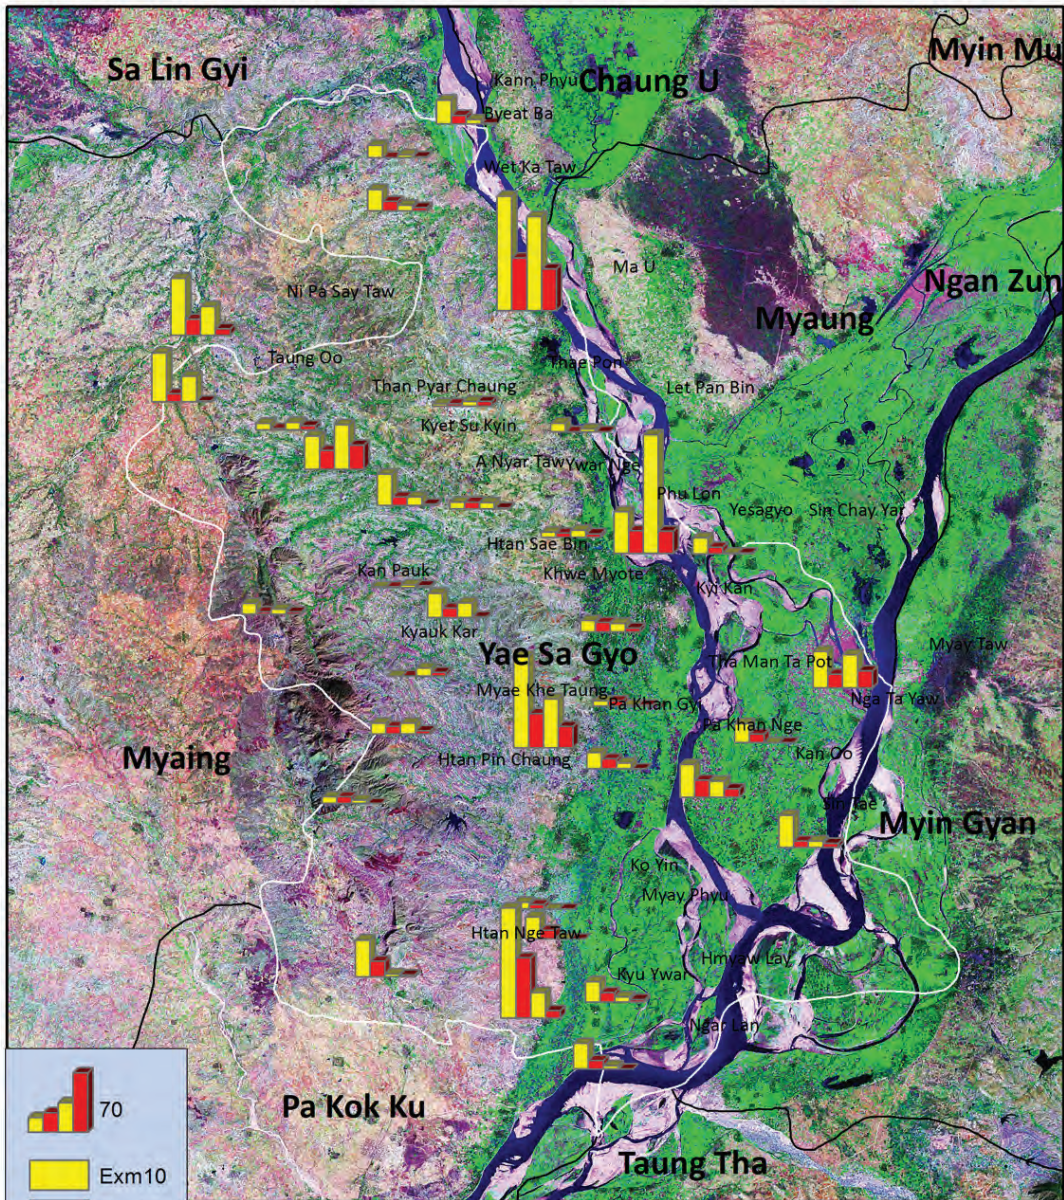 Sa Lin Gyi
Myin Mu
Kann Phyu
Chaung U
Byeat Ba
Wet Ka Taw
Ma U
Ngan Zun
Ni Pa Say Taw
Myaung
Taung Oo
Thae Pon
Than Pyar Chaung
Let Pan Bin
Kyet Su Kyin
A Nyar Taw
Ywar Nge
Phu Lon
Yesagyo
Sin Chay Yar
Htan Sae Bin
Kan Pauk
Khwe Myote
Kyi Kan
Kyauk Kar
Yae Sa Gyo
Myay Taw
Tha Man Ta Pot
Myae Khe Taung
Pa Khan Gyi
Nga Ta Yaw
Pa Khan Nge
Kan Oo
Myaing
Htan Pin Chaung
Sin Tae
Myin Gyan
Ko Yin
Myay Phyu
Htan Nge Taw
Hmyaw Lay
Kyu Ywar
Ngar Lan
70
Pa Kok Ku
Taung Tha
Exm10